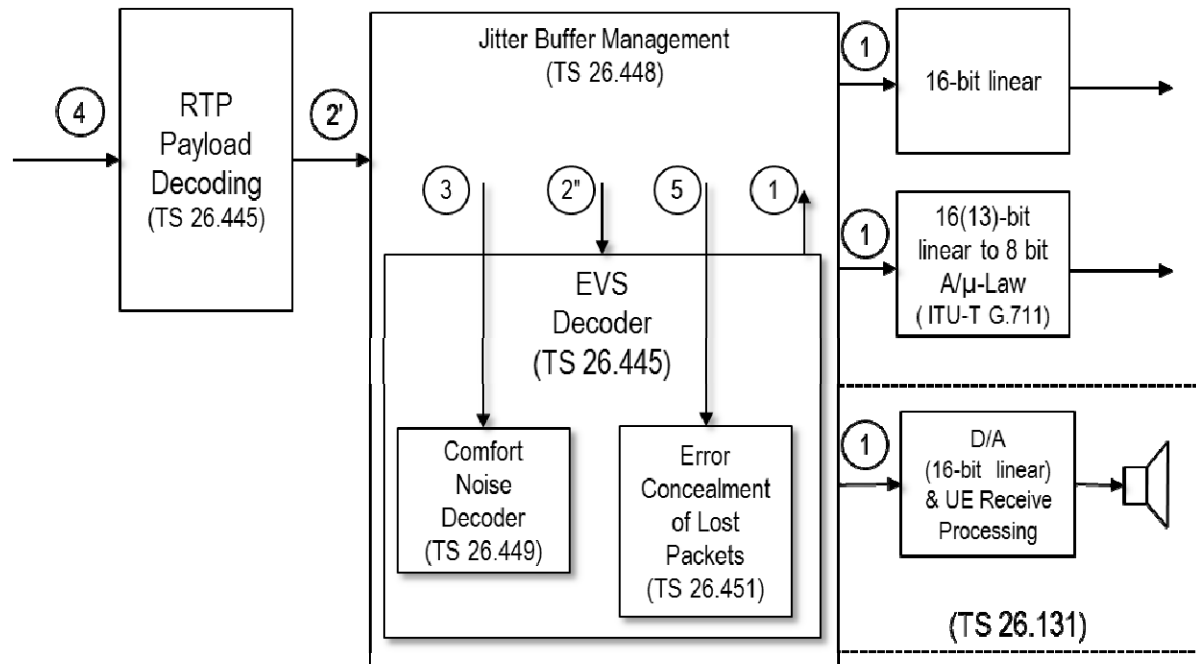 4
RTP
Payload
Decoding
(TS 26.445)
2'
Jitter Buffer Management
(TS 26.448)
3
2"
5
1
EVS
Decoder
(TS 26.445)
Comfort
Noise
Decoder
(TS 26.449)
Error
Concealment
of Lost
Packets
(TS 26.451)
1
16-bit linear
1
16(13)-bit
linear to 8 bit
A/μ-Law
( ITU-T G.711)
1
D/A
(16-bit linear)
& UE Receive
Processing
(TS 26.131)